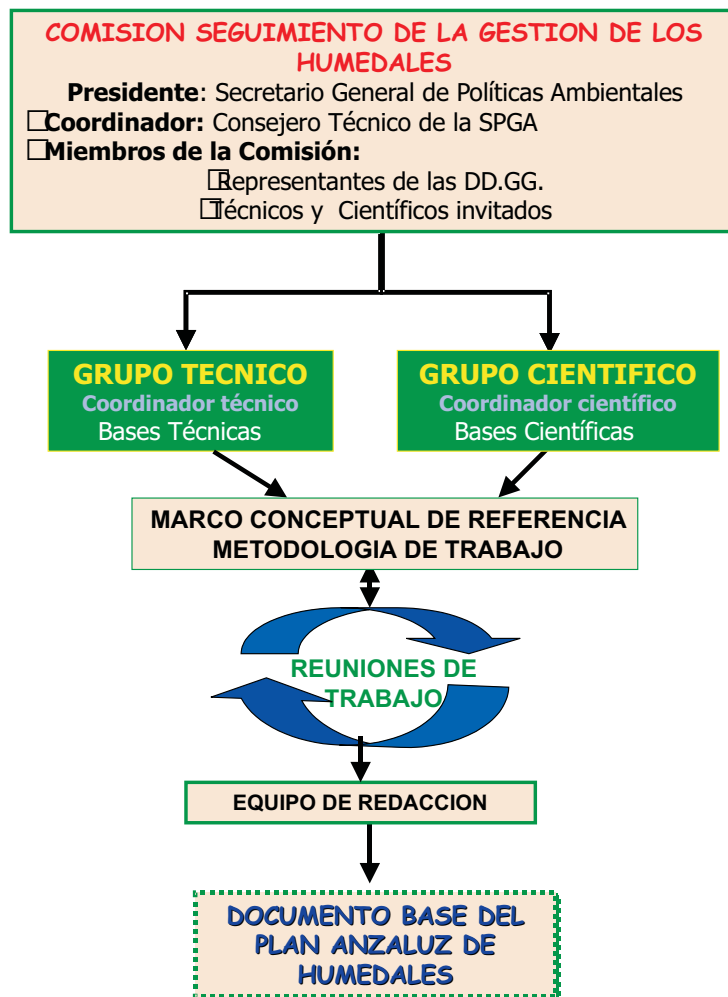 COMISION SEGUIMIENTO DE LA GESTION DE LOS
HUMEDALES
Presidente: Secretario General de Políticas Ambientales
□Coordinador: Consejero Técnico de la SPGA
□Miembros de la Comisión:
□Representantes de las DD.GG.
□Técnicos y Científicos invitados
GRUPO TECNICO
Coordinador técnico
Bases Técnicas
GRUPO CIENTIFICO
Coordinador científico
Bases Científicas
MARCO CONCEPTUAL DE REFERENCIA
METODOLOGIA DE TRABAJO
REUNIONES DE
TRABAJO
EQUIPO DE REDACCION
DOCUMENTO BASE DEL
PLAN ANZALUZ DE
HUMEDALES